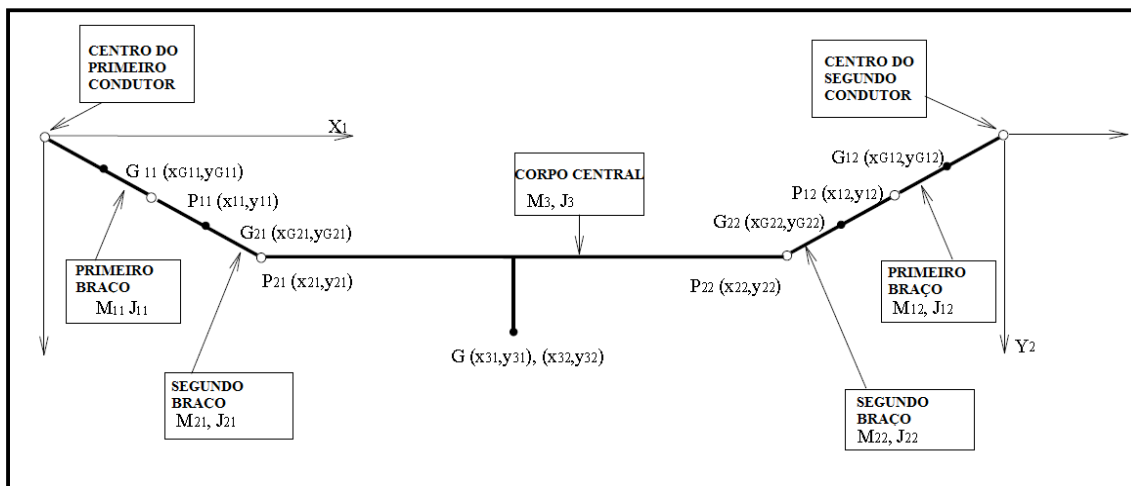 CENTRO DO
PRIMEIRO
CONDUTOR
CENTRO DO
SEGUNDO
CONDUTOR
X1
G 11 (XG11,yG11)
P11 (x11,y11)
G21 (XG21,yG21)
P21 (x21,y21)
PRIMEIRO
BRACO
M11 J11
SEGUNDO
BRACO
M21, J21
CORPO CENTRAL
M3, J3
G (x31,y31), (x32,y32)
G12 (XG12,yG12)
P12 (x12,y12)
G22 (XG22,yG22)
P22 (x22,y22)
PRIMEIRO
BRAÇO
M12, J12
Y2
SEGUNDO
BRAÇO
M22, J22